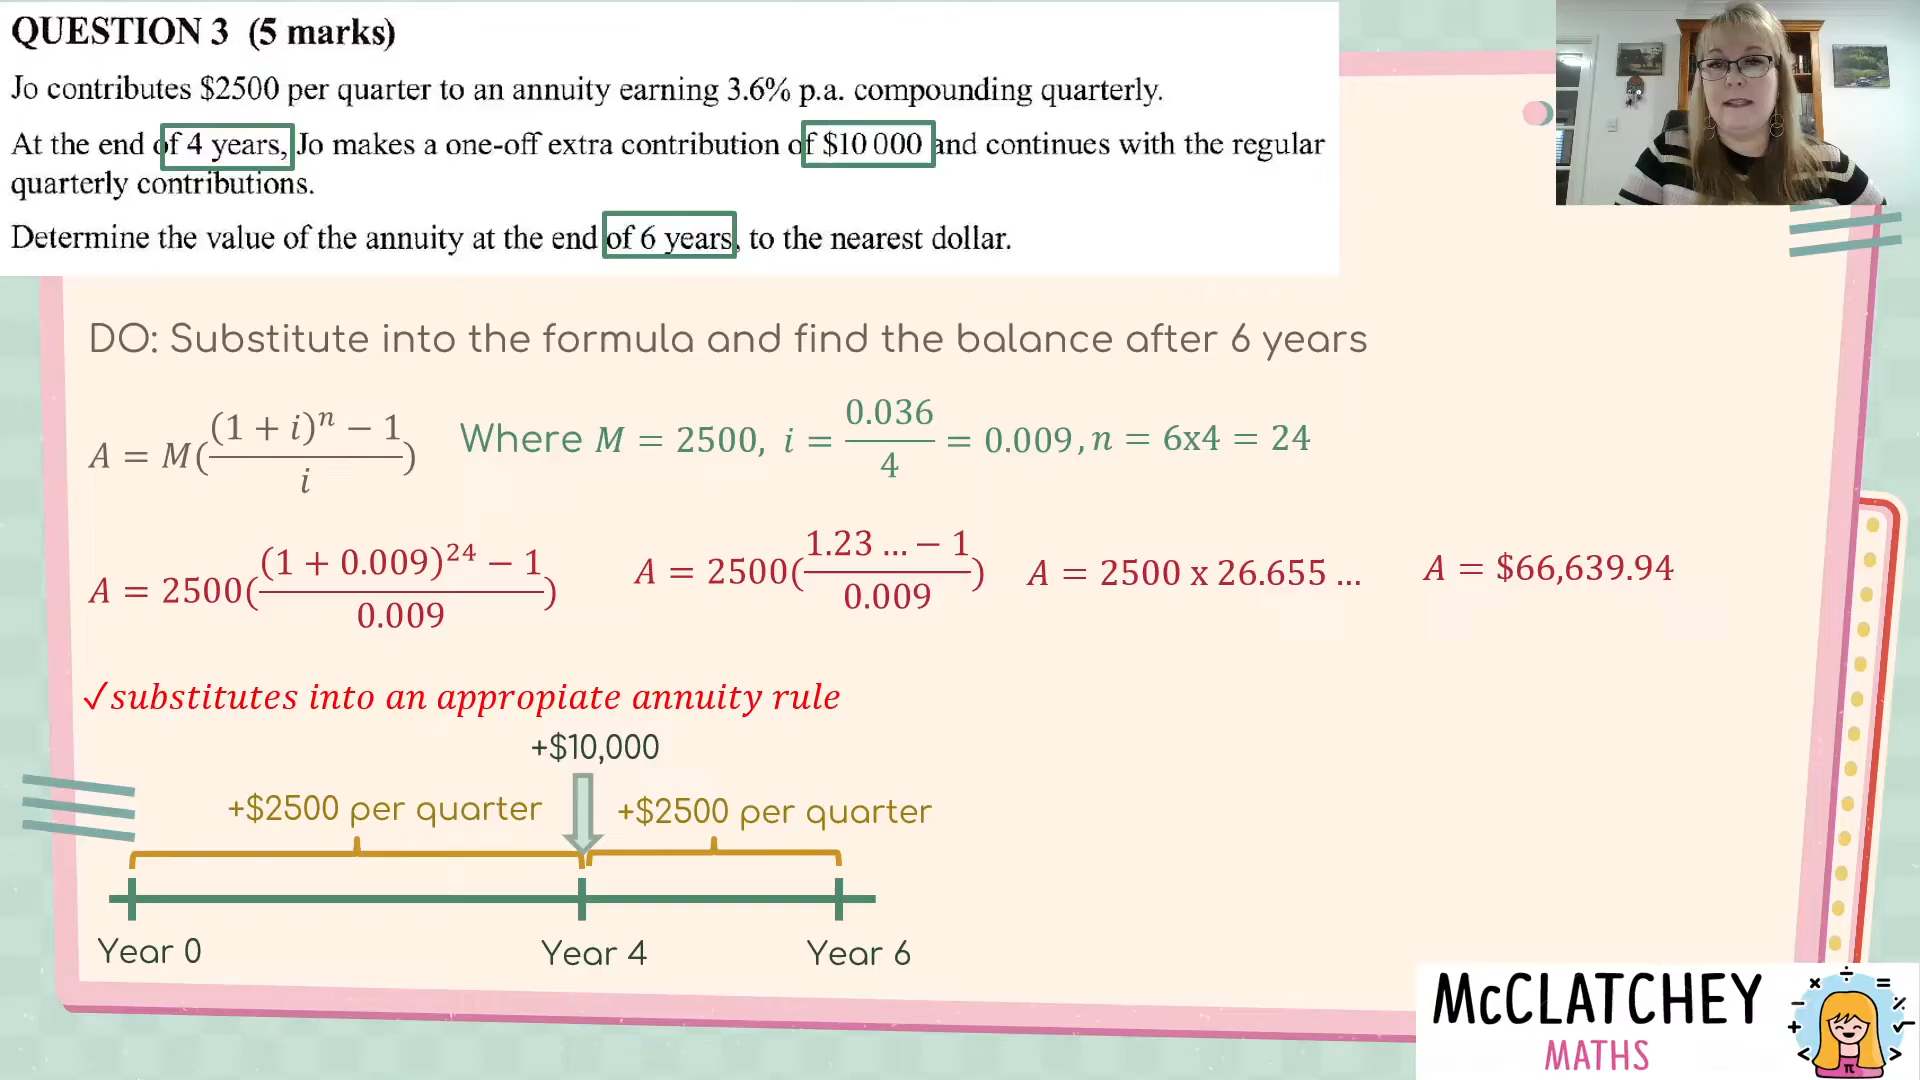 QUESTION 3 (5 marks)
Jo contributes $2500 per quarter to an annuity earning 3.6% p.a. compounding quarterly.
At the end of 4 years, Jo makes a one-off extra contribution of $10 000 and continues with the regular
quarterly contributions.
Determine the value of the annuity at the end of 6 years, to the nearest dollar.
DO: Substitute into the formula and find the balance after 6 years
A = M((1 + i)^n − 1 / i) Where M = 2500, i = 0.036 / 4 = 0.009, n = 6x4 = 24
A = 2500((1 + 0.009)^24 − 1 / 0.009) A = 2500(1.23 … − 1 / 0.009) A = 2500 x 26.655 … A = $66,639.94
✓substitutes into an appropiate annuity rule
+$10,000
+$2500 per quarter +$2500 per quarter
Year 0 Year 4 Year 6
McCLATCHEY
MATHS